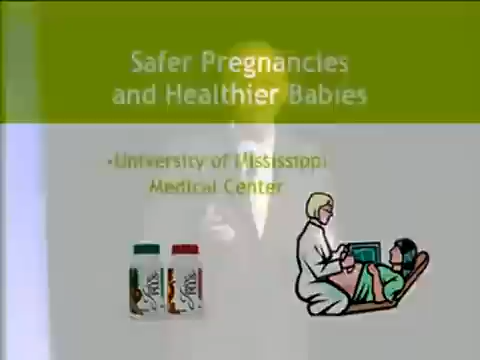 Safer Pregnancies
and Healthier Babies
•University of Mississippi
Medical Center